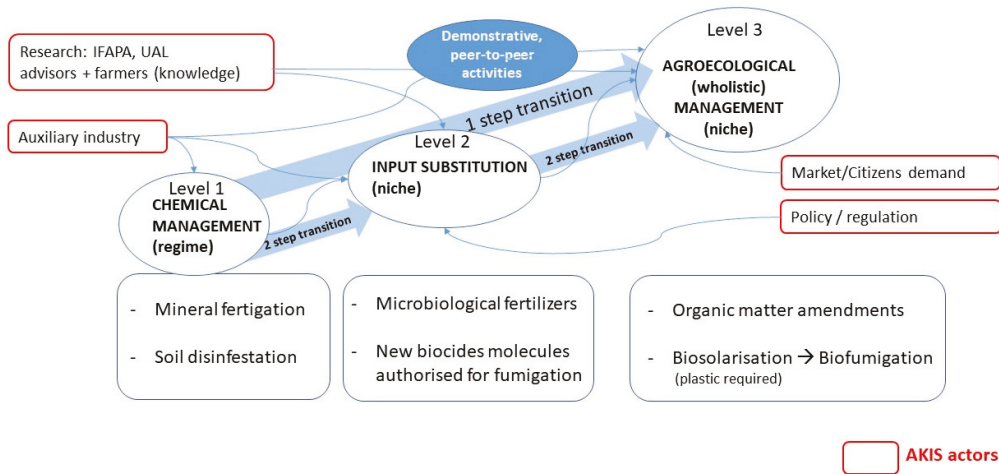 Research: IFAPA, UAL
advisors + farmers (knowledge)
Demonstrative,
peer-to-peer
activities
Level 3
AGROECOLOGICAL
(wholistic)
MANAGEMENT
(niche)
1 step transition
Auxiliary industry
Level 2
INPUT SUBSTITUTION
(niche)
2 step transition
Market/Citizens demand
Level 1
CHEMICAL
MANAGEMENT
(regime)
2 step transition
Policy / regulation
- Mineral fertigation
- Soil disinfestation
- Microbiological fertilizers
- New biocides molecules
authorised for fumigation
- Organic matter amendments
- Biosolarisation → Biofumigation
(plastic required)
AKIS actors